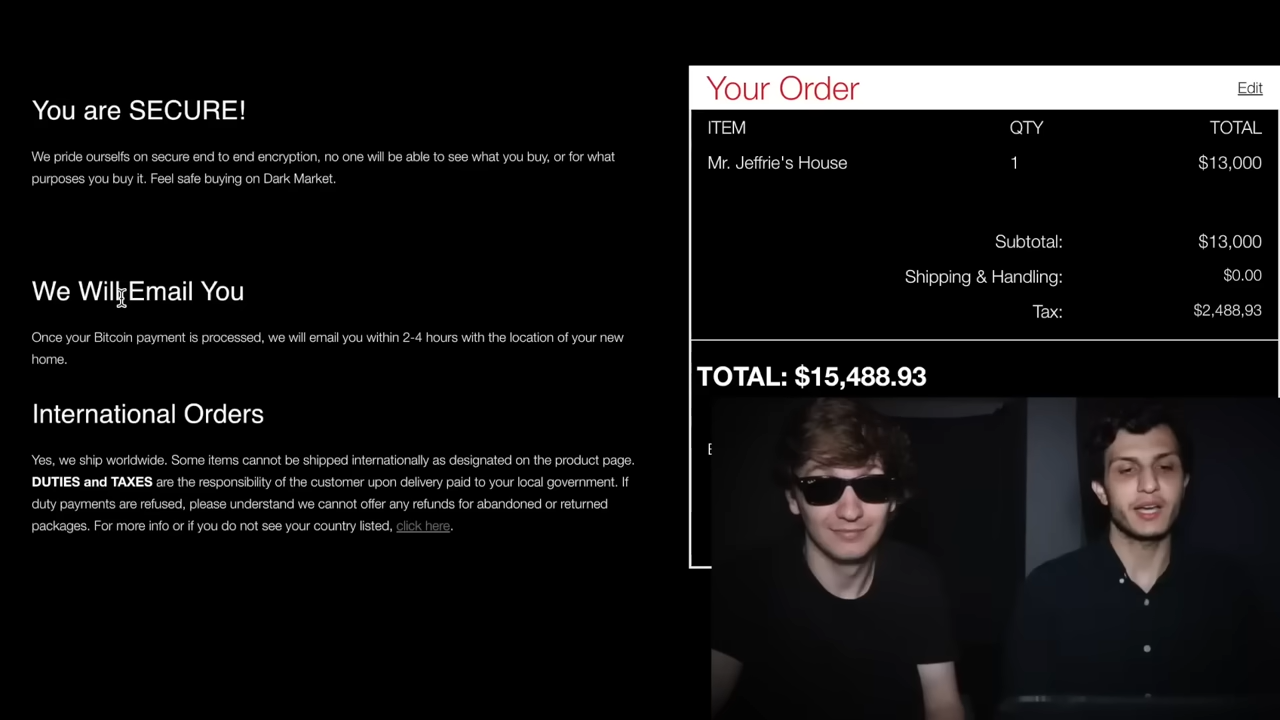 You are SECURE!
We pride ourselfs on secure end to end encryption, no one will be able to see what you buy, or for what
purposes you buy it. Feel safe buying on Dark Market.
We Will Email You
Once your Bitcoin payment is processed, we will email you within 2-4 hours with the location of your new
home.
International Orders
Yes, we ship worldwide. Some items cannot be shipped internationally as designated on the product page.
DUTIES and TAXES are the responsibility of the customer upon delivery paid to your local government. If
duty payments are refused, please understand we cannot offer any refunds for abandoned or returned
packages. For more info or if you do not see your country listed, click here.
Your Order
Edit
ITEM QTY TOTAL
Mr. Jeffrie's House 1 $13,000
Subtotal: $13,000
Shipping & Handling: $0.00
Tax: $2,488,93
TOTAL: $15,488.93